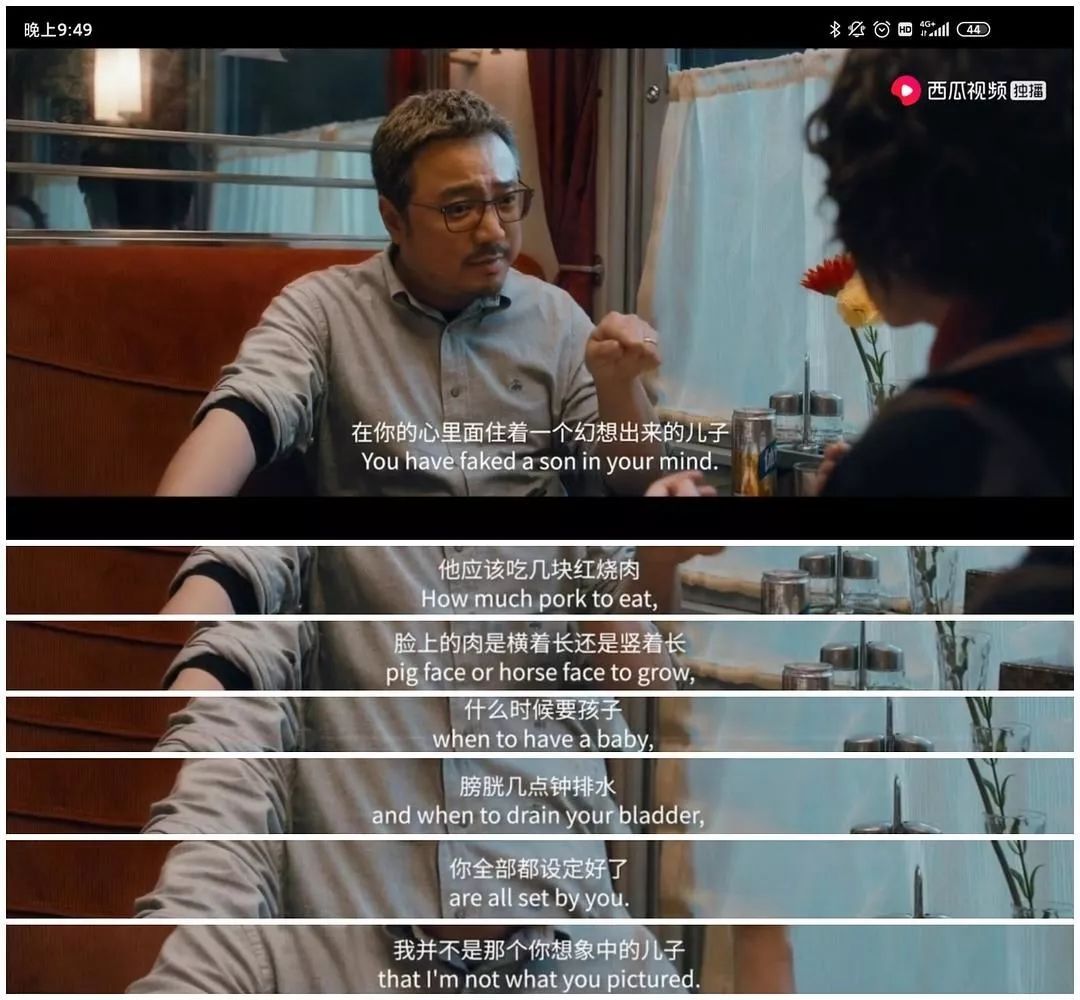 晚上9:49
HD 4G+ 44
西瓜视频 独播
在你的心里面住着一个幻想出来的儿子
You have faked a son in your mind.
他应该吃几块红烧肉
How much pork to eat,
脸上的肉是横着长还是竖着长
pig face or horse face to grow,
什么时候要孩子
when to have a baby,
膀胱几点钟排水
and when to drain your bladder,
你全部都设定好了
are all set by you.
我并不是那个你想象中的儿子
that I'm not what you pictured.